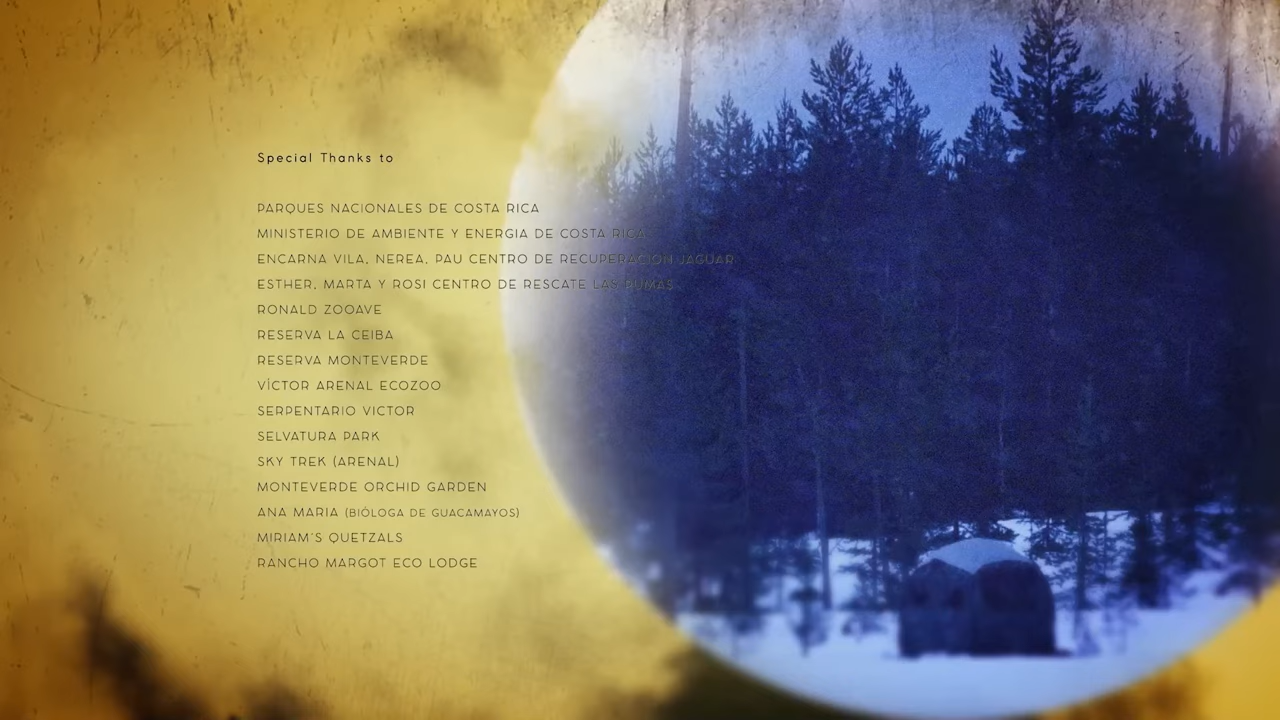 Special Thanks to
PARQUES NACIONALES DE COSTA RICA
MINISTERIO DE AMBIENTE Y ENERGIA DE COSTA RICA
ENCARNA VILA, NEREA, PAU CENTRO DE RECUPERACIÓN JAGUAR
ESTHER, MARTA Y ROSI CENTRO DE RESCATE LAS PUMAS
RONALD ZOOAVE
RESERVA LA CEIBA
RESERVA MONTEVERDE
VÍCTOR ARENAL ECOZOO
SERPENTARIO VICTOR
SELVATURA PARK
SKY TREK (ARENAL)
MONTEVERDE ORCHID GARDEN
ANA MARIA (BIÓLOGA DE GUACAMAYOS)
MIRIAM'S QUETZALS
RANCHO MARGOT ECO LODGE